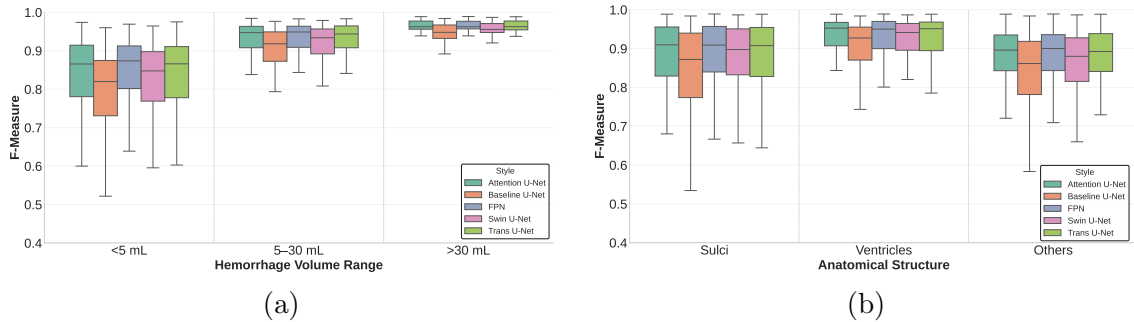 1.0
0.9
0.8
0.7
0.6
0.5
0.4
F-Measure
Style
Attention U-Net
Baseline U-Net
FPN
Swin U-Net
Trans U-Net
<5 mL
5–30 mL
>30 mL
Hemorrhage Volume Range
(a)
1.0
0.9
0.8
0.7
0.6
0.5
0.4
F-Measure
Style
Attention U-Net
Baseline U-Net
FPN
Swin U-Net
Trans U-Net
Sulci
Ventricles
Others
Anatomical Structure
(b)